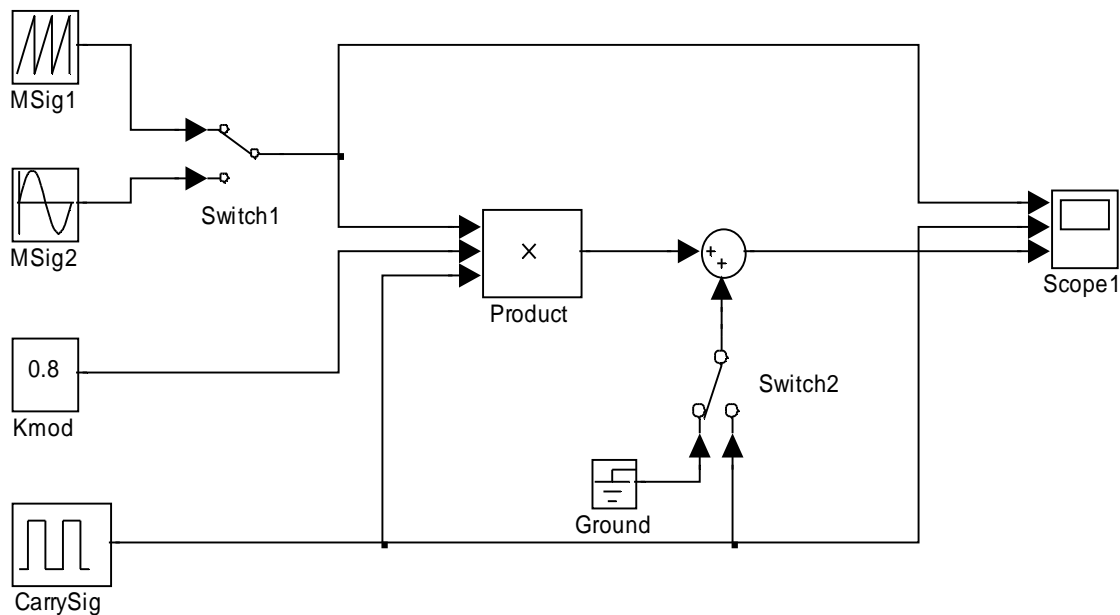 MSig1
MSig2
Switch1
×
Product
+
+
Scope1
0.8
Kmod
Switch2
Ground
CarrySig